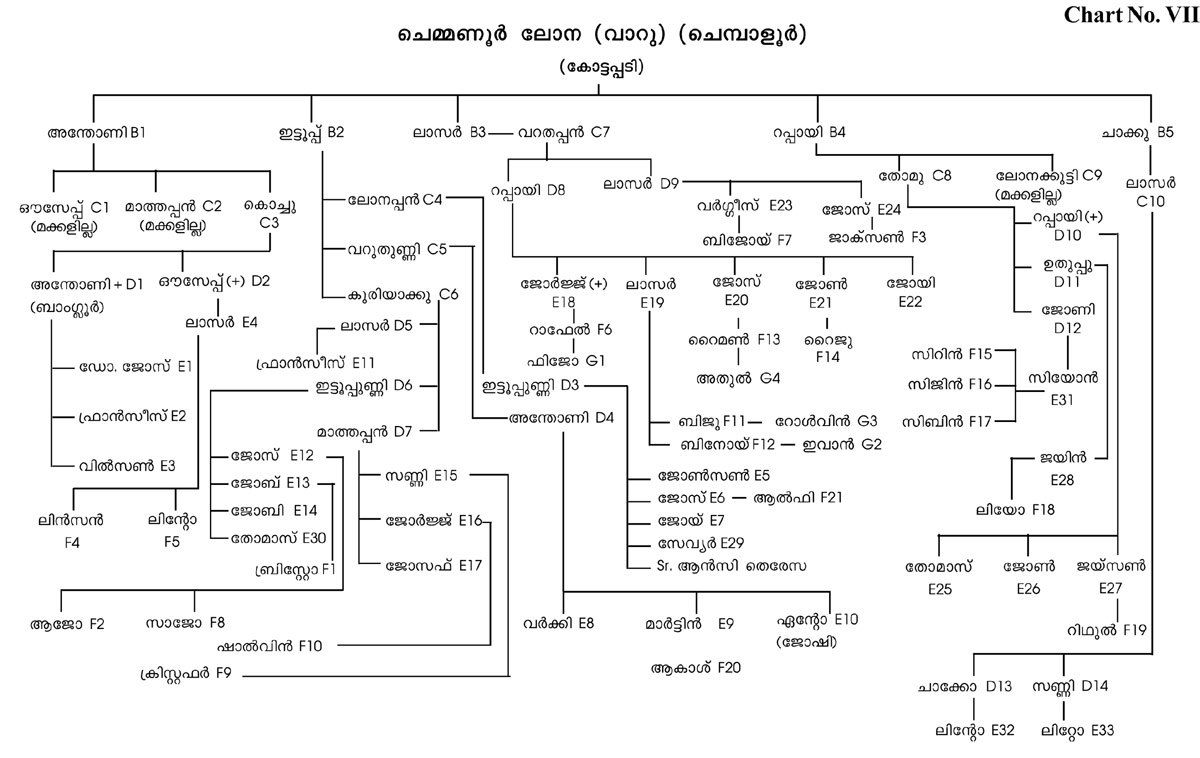 Chart No. VII
ചെമ്മണൂർ ലോന (വാറു) (ചെമ്പാളൂർ)
(കോട്ടപ്പടി)
അന്തോണി B1
ഇട്ടൂപ്പ് B2
ലാസർ B3
വറതപ്പൻ C7
റപ്പായി B4
ചാക്കു B5
ഔസേപ്പ് C1
(മക്കളില്ല)
മാത്തപ്പൻ C2
(മക്കളില്ല)
കൊച്ചു
C3
ലോനപ്പൻ C4
വറുതുണ്ണി C5
കുരിയാക്കു C6
റപ്പായി D8
ലാസർ D9
വർഗ്ഗീസ് E23
ബിജോയ് F7
ജോസ് E24
ജാക്സൺ F3
തോമു C8
ലോനക്കുട്ടി C9
(മക്കളില്ല)
ലാസർ
C10
റപ്പായി (+)
D10
ഉതുപ്പു
D11
ജോണി
D12
അന്തോണി + D1
(ബാംഗ്ലൂർ)
ഔസേപ്പ് (+) D2
ലാസർ E4
ലാസർ D5
ഫ്രാൻസീസ് E11
ഇട്ടൂപ്പുണ്ണി D6
മാത്തപ്പൻ D7
ഇട്ടൂപ്പുണ്ണി D3
അന്തോണി D4
ജോർജ്ജ് (+)
E18
ലാസർ
E19
ജോസ്
E20
ജോൺ
E21
ജോയി
E22
റാഫേൽ F6
ഫിജോ G1
റൈമൺ F13
അതുൽ G4
റൈജു
F14
സിറിൻ F15
സിജിൻ F16
സിബിൻ F17
സിയോൻ
E31
ഡോ. ജോസ് E1
ഫ്രാൻസീസ് E2
വിൽസൺ E3
ലിൻസൻ
F4
ലിന്റോ
F5
ജോസ് E12
ജോബ് E13
ജോബി E14
തോമാസ് E30
ബ്രിസ്റ്റോ F1
സണ്ണി E15
ജോർജ്ജ് E16
ജോസഫ് E17
ബിജു F11
റോൾവിൻ G3
ബിനോയ് F12
ഇവാൻ G2
ജോൺസൺ E5
ജോസ് E6
ആൽഫി F21
ജോയ് E7
സേവ്യർ E29
Sr. ആൻസി തെരേസ
ജയിൻ
E28
ലിയോ F18
തോമാസ്
E25
ജോൺ
E26
ജയ്സൺ
E27
റിഥുൽ F19
ആജോ F2
സാജോ F8
ഷാൽവിൻ F10
ക്രിസ്റ്റഫർ F9
വർക്കി E8
മാർട്ടിൻ E9
ആകാശ് F20
ഏന്റോ E10
(ജോഷി)
ചാക്കോ D13
സണ്ണി D14
ലിന്റോ E32
ലിറ്റോ E33